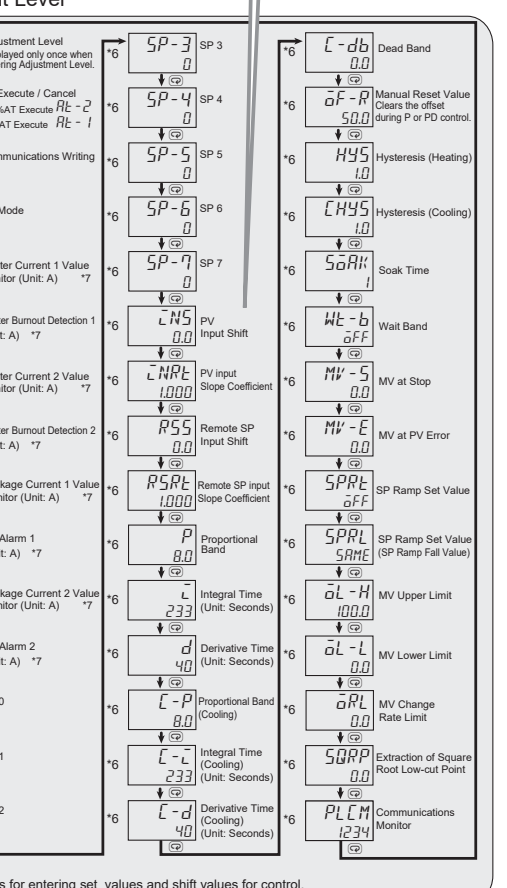 t Level
ustment Level
played only once when
ring Adjustment Level.
Execute / Cancel
%AT Execute At-2
AT Execute At-1
mmunications Writing
Mode
ter Current 1 Value
nitor (Unit: A) *7
ter Burnout Detection 1
t: A) *7
ter Current 2 Value
nitor (Unit: A) *7
ter Burnout Detection 2
t: A) *7
kage Current 1 Value
nitor (Unit: A) *7
Alarm 1
t: A) *7
kage Current 2 Value
nitor (Unit: A) *7
Alarm 2
t: A) *7
0
1
2
*6 SP-3 SP 3
0
*6 SP-4 SP 4
0
*6 SP-5 SP 5
0
*6 SP-6 SP 6
0
*6 SP-7 SP 7
0
*6 INS PV
0.0 Input Shift
*6 INRt PV input
1.000 Slope Coefficient
*6 RSS Remote SP
0.0 Input Shift
*6 RSRt Remote SP input
1.000 Slope Coefficient
*6 P Proportional
8.0 Band
*6 I Integral Time
233 (Unit: Seconds)
*6 d Derivative Time
40 (Unit: Seconds)
*6 C-P Proportional Band
8.0 (Cooling)
*6 C-I Integral Time
(Cooling)
233 (Unit: Seconds)
*6 C-d Derivative Time
(Cooling)
40 (Unit: Seconds)
*6 C-db Dead Band
0.0
*6 oF-R Manual Reset Value
Clears the offset
50.0 during P or PD control.
*6 HYS Hysteresis (Heating)
1.0
*6 CHYS Hysteresis (Cooling)
1.0
*6 SoAK Soak Time
1
*6 Wt-b Wait Band
oFF
*6 MV-S MV at Stop
0.0
*6 MV-E MV at PV Error
0.0
*6 SPRt SP Ramp Set Value
oFF
*6 SPRL SP Ramp Set Value
SAME (SP Ramp Fall Value)
*6 oL-H MV Upper Limit
100.0
*6 oL-L MV Lower Limit
0.0
*6 oRL MV Change
0.0 Rate Limit
*6 SQRP Extraction of Square
0.0 Root Low-cut Point
*6 PLCM Communications
1234 Monitor
s for entering set values and shift values for control.